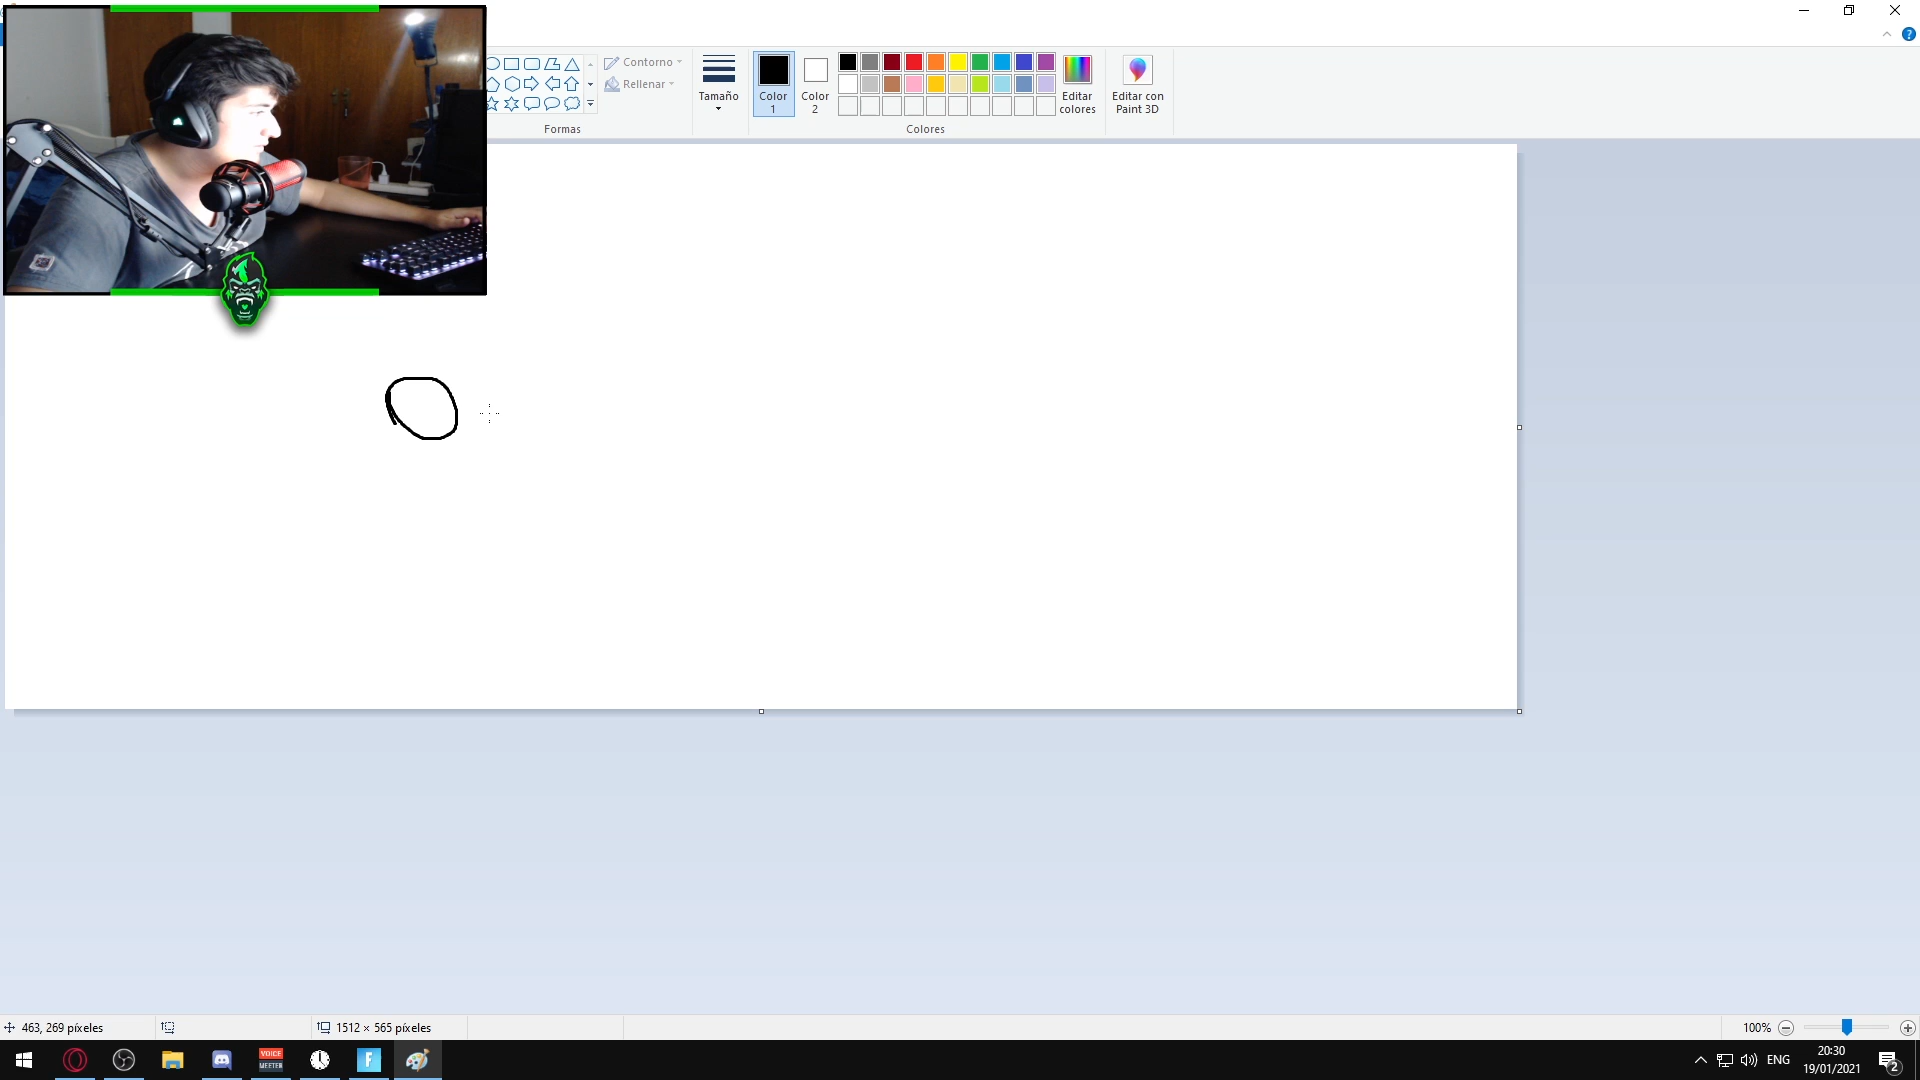 Contorno
Rellenar
Formas
Tamaño
Color
1
Color
2
Colores
Editar
colores
Editar con
Paint 3D
?
463, 269 píxeles
1512 × 565 píxeles
100%
VOICE
MEETER
F
ENG
20:30
19/01/2021
2